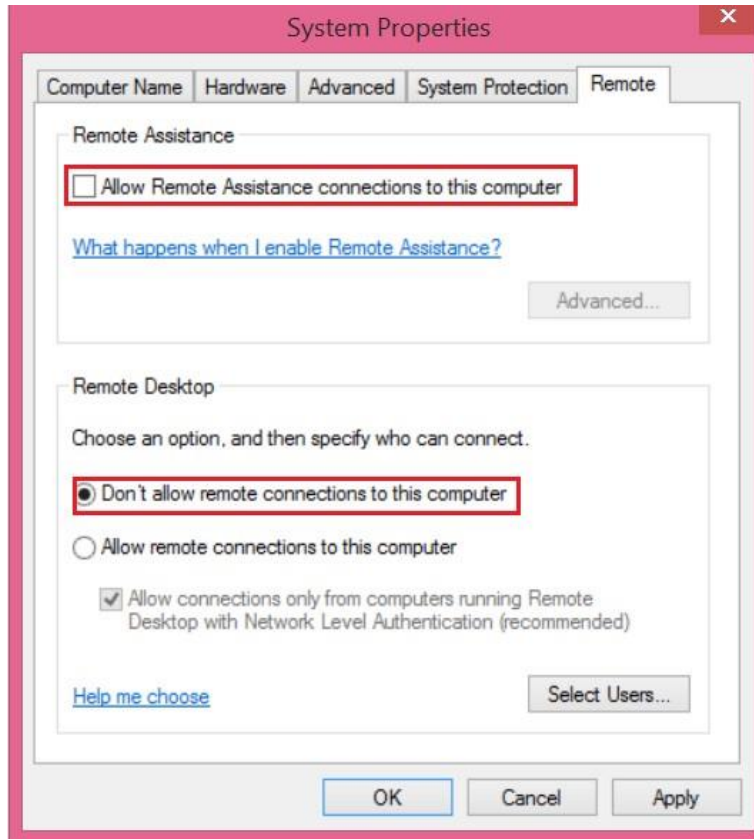 System Properties
Computer Name
Hardware
Advanced
System Protection
Remote
Remote Assistance
Allow Remote Assistance connections to this computer
What happens when I enable Remote Assistance?
Advanced...
Remote Desktop
Choose an option, and then specify who can connect.
Don't allow remote connections to this computer
Allow remote connections to this computer
Allow connections only from computers running Remote
Desktop with Network Level Authentication (recommended)
Help me choose
Select Users...
OK
Cancel
Apply